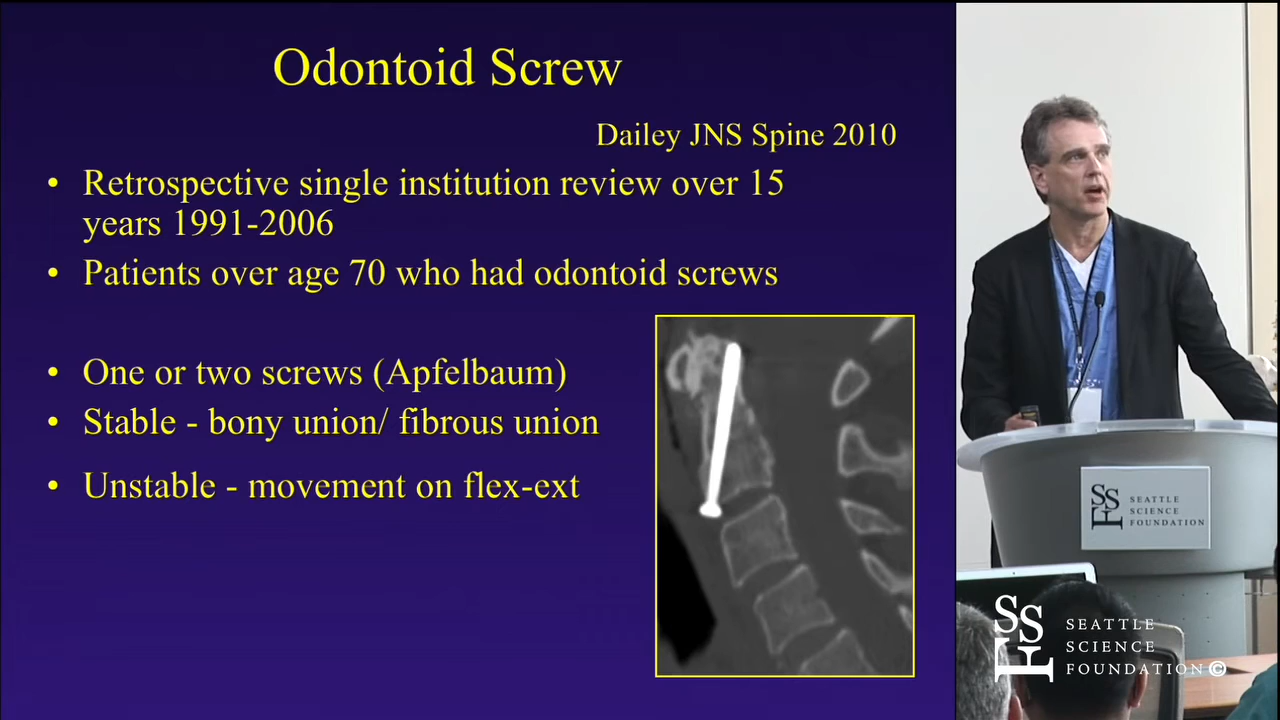 Odontoid Screw
Dailey JNS Spine 2010
• Retrospective single institution review over 15
years 1991-2006
• Patients over age 70 who had odontoid screws
• One or two screws (Apfelbaum)
• Stable - bony union/ fibrous union
• Unstable - movement on flex-ext
SSF
SEATTLE
SCIENCE
FOUNDATION
SSF
SEATTLE
SCIENCE
FOUNDATION©